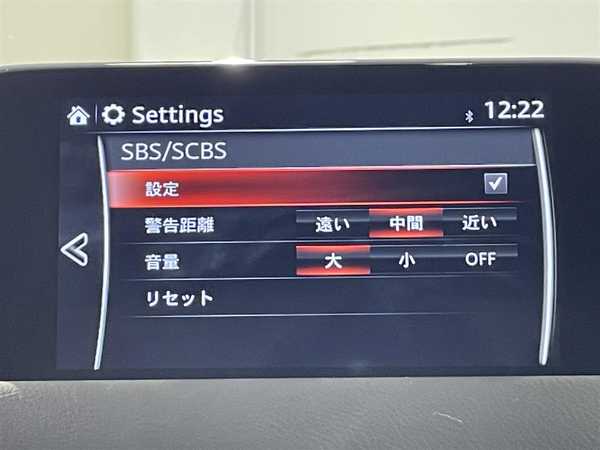 Settings 12:22
SBS/SCBS
設定
警告距離 遠い 中間 近い
音量 大 小 OFF
リセット